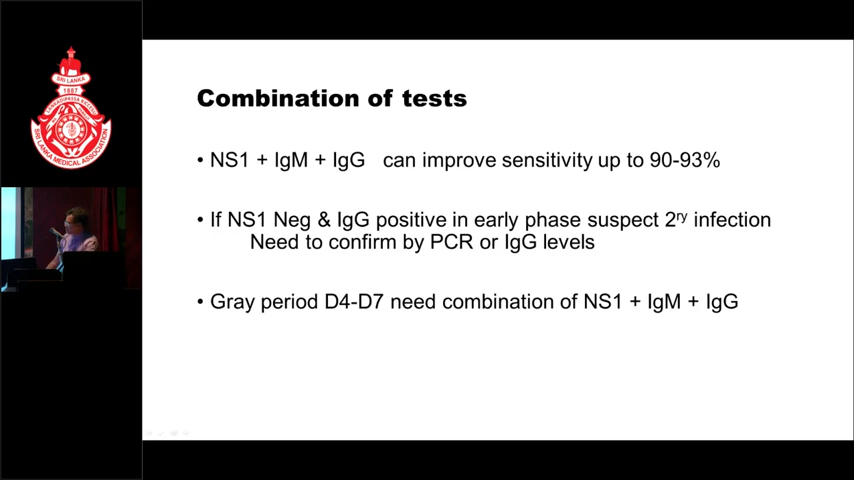 SRI LANKA
1887
SRI LANKA MEDICAL ASSOCIATION
Combination of tests
• NS1 + IgM + IgG can improve sensitivity up to 90-93%
• If NS1 Neg & IgG positive in early phase suspect 2ry infection
Need to confirm by PCR or IgG levels
• Gray period D4-D7 need combination of NS1 + IgM + IgG